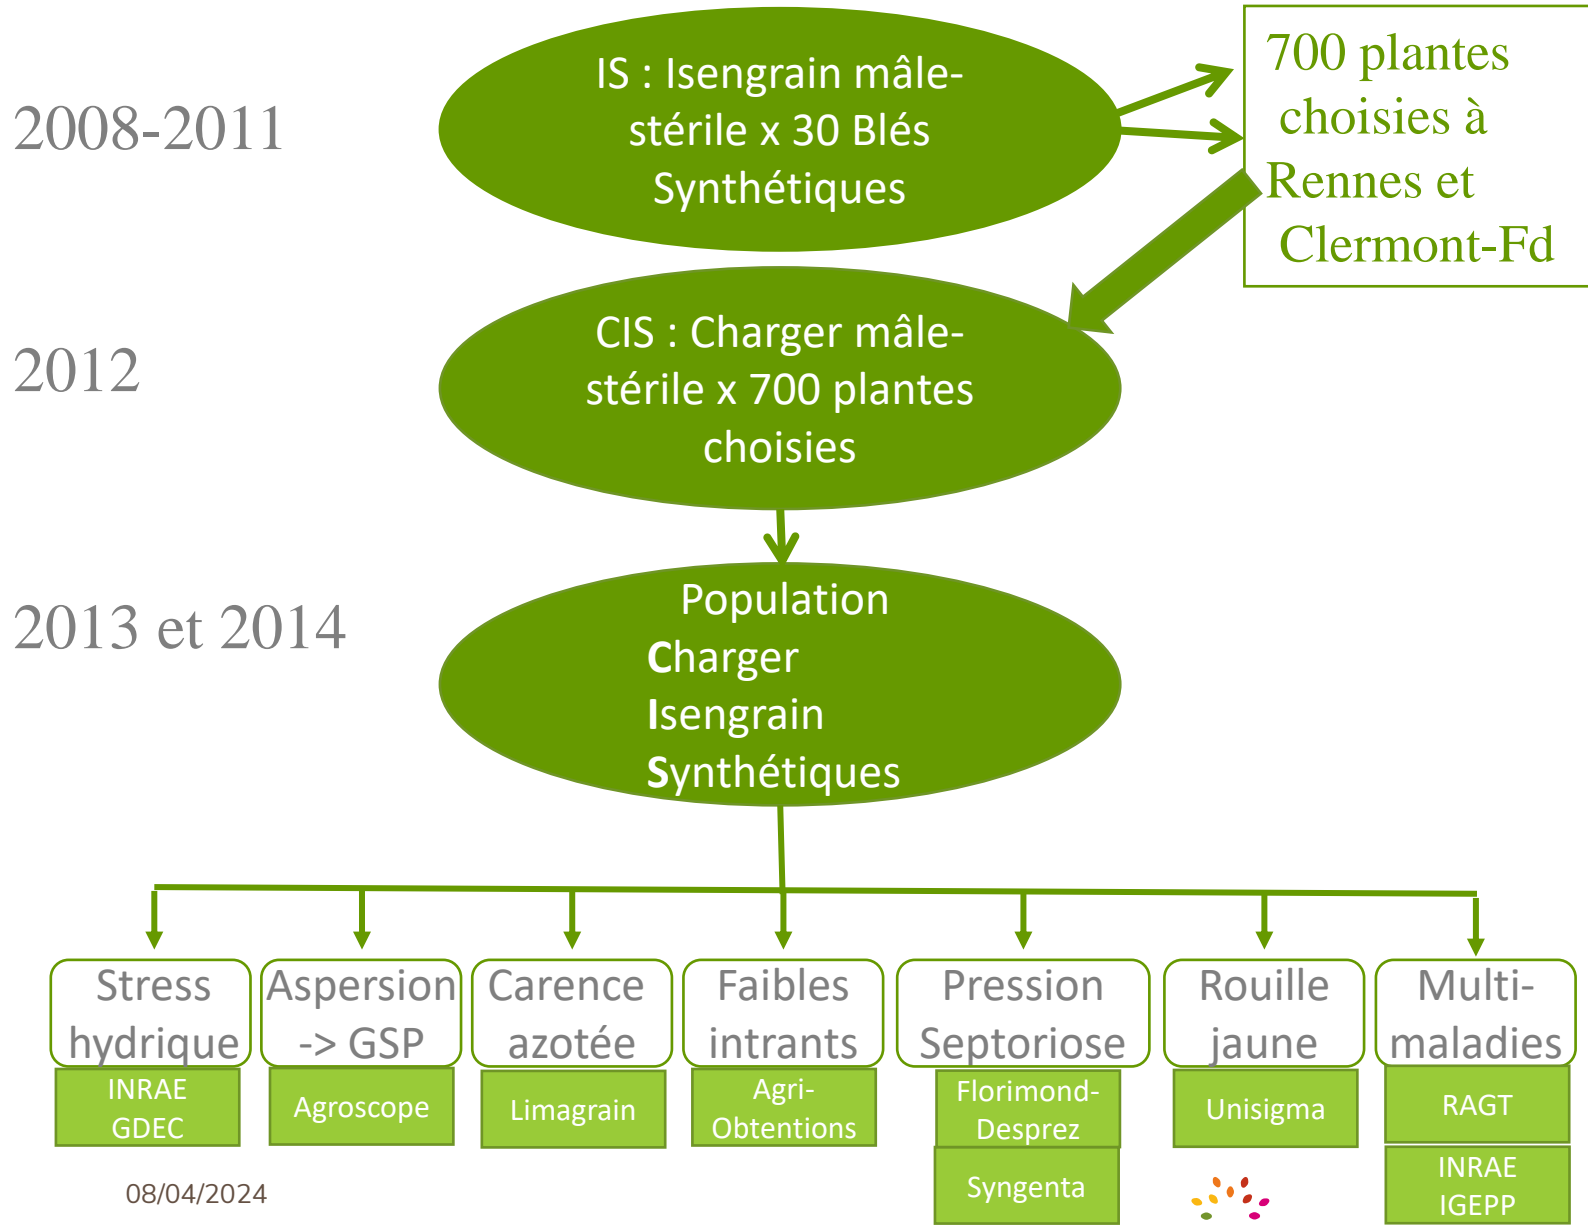 2008-2011
IS : Isengrain mâle-
stérile x 30 Blés
Synthétiques
700 plantes
choisies à
Rennes et
Clermont-Fd
2012
CIS : Charger mâle-
stérile x 700 plantes
choisies
2013 et 2014
Population
Charger
Isengrain
Synthétiques
Stress
hydrique
INRAE
GDEC
Aspersion
-> GSP
Agroscope
Carence
azotée
Limagrain
Faibles
intrants
Agri-
Obtentions
Pression
Septoriose
Florimond-
Desprez
Syngenta
Rouille
jaune
Unisigma
Multi-
maladies
RAGT
INRAE
IGEPP
08/04/2024